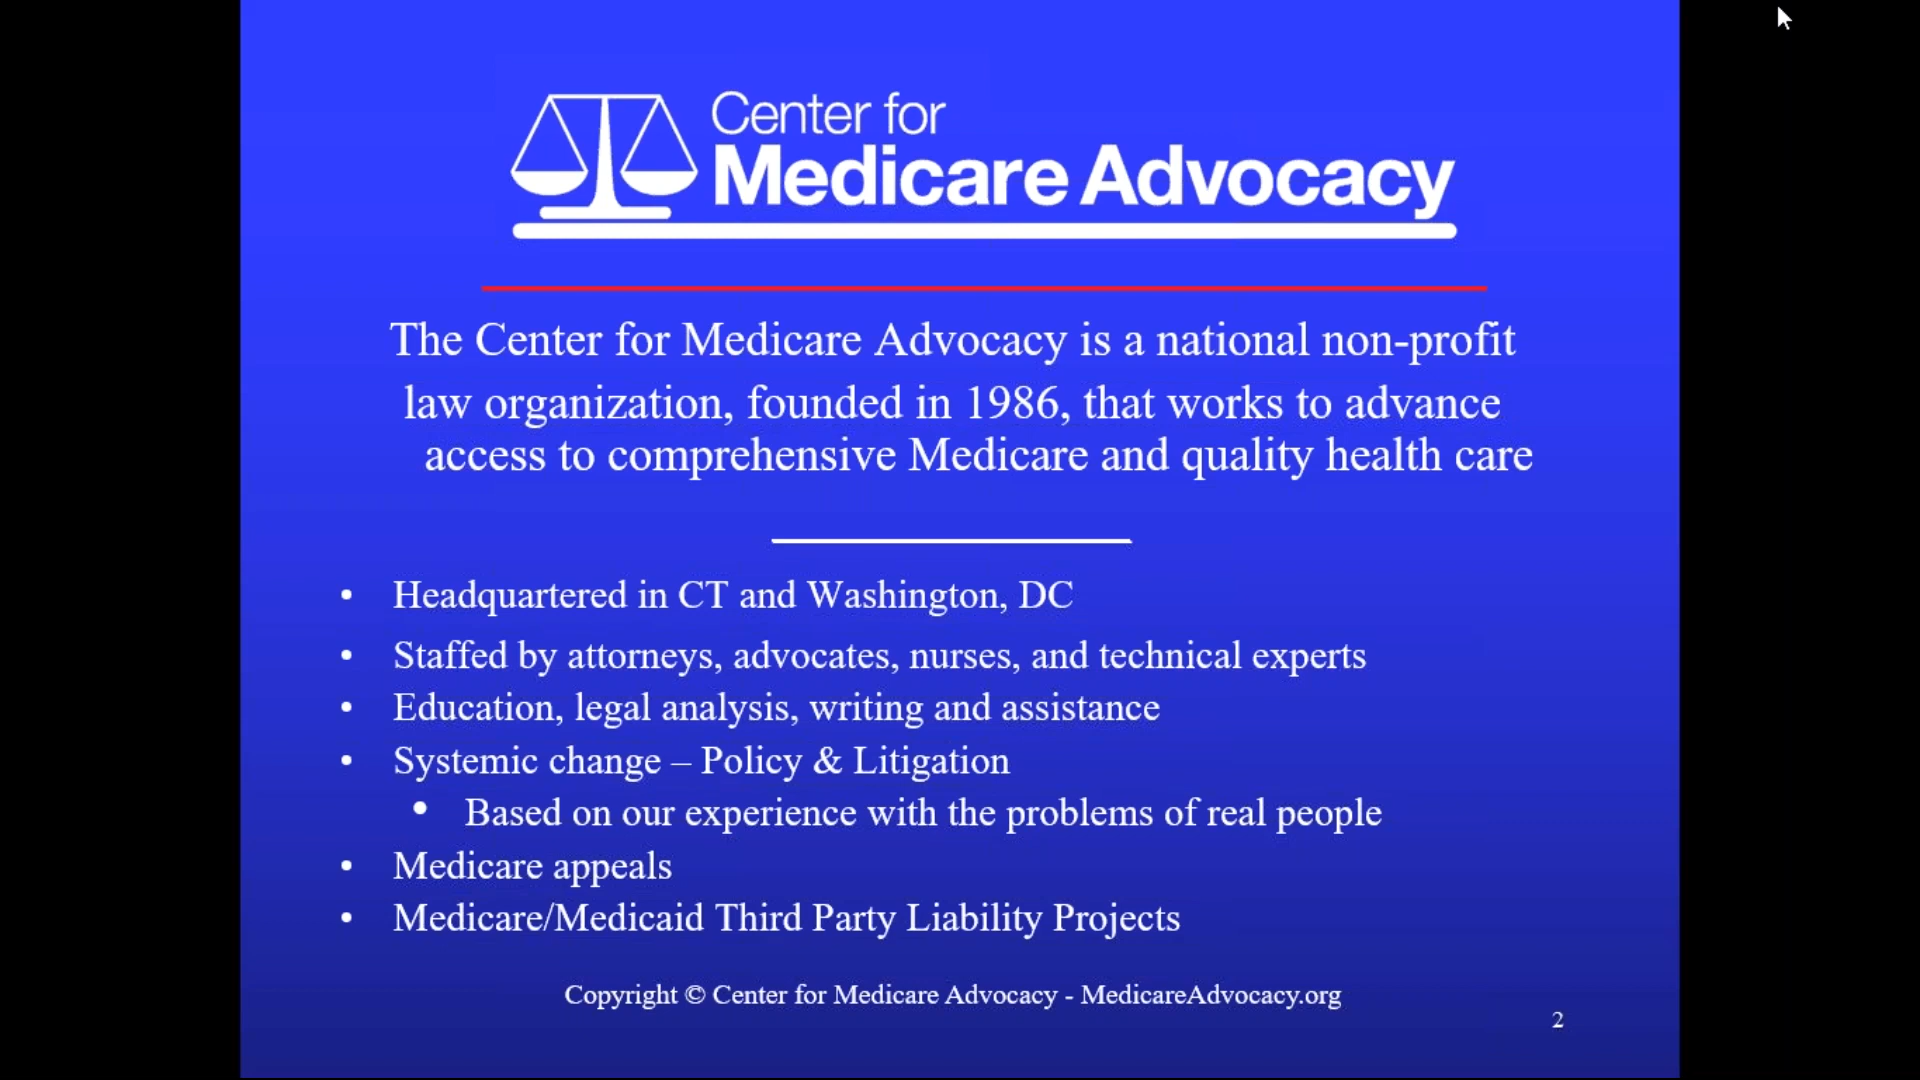 Center for
Medicare Advocacy
The Center for Medicare Advocacy is a national non-profit
law organization, founded in 1986, that works to advance
access to comprehensive Medicare and quality health care
• Headquartered in CT and Washington, DC
• Staffed by attorneys, advocates, nurses, and technical experts
• Education, legal analysis, writing and assistance
• Systemic change – Policy & Litigation
• Based on our experience with the problems of real people
• Medicare appeals
• Medicare/Medicaid Third Party Liability Projects
Copyright © Center for Medicare Advocacy - MedicareAdvocacy.org
2